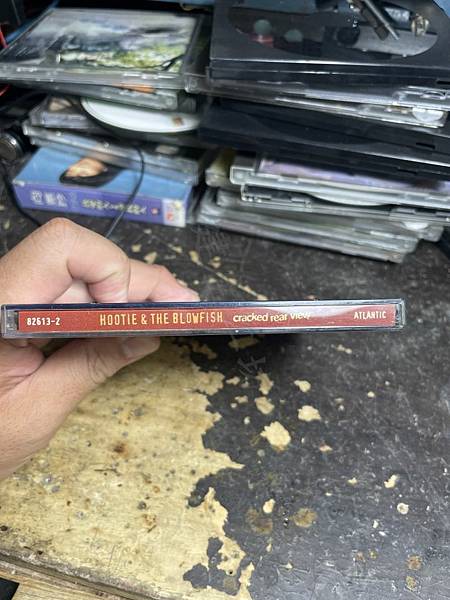 82613-2 HOOTIE & THE BLOWFISH cracked rear view ATLANTIC